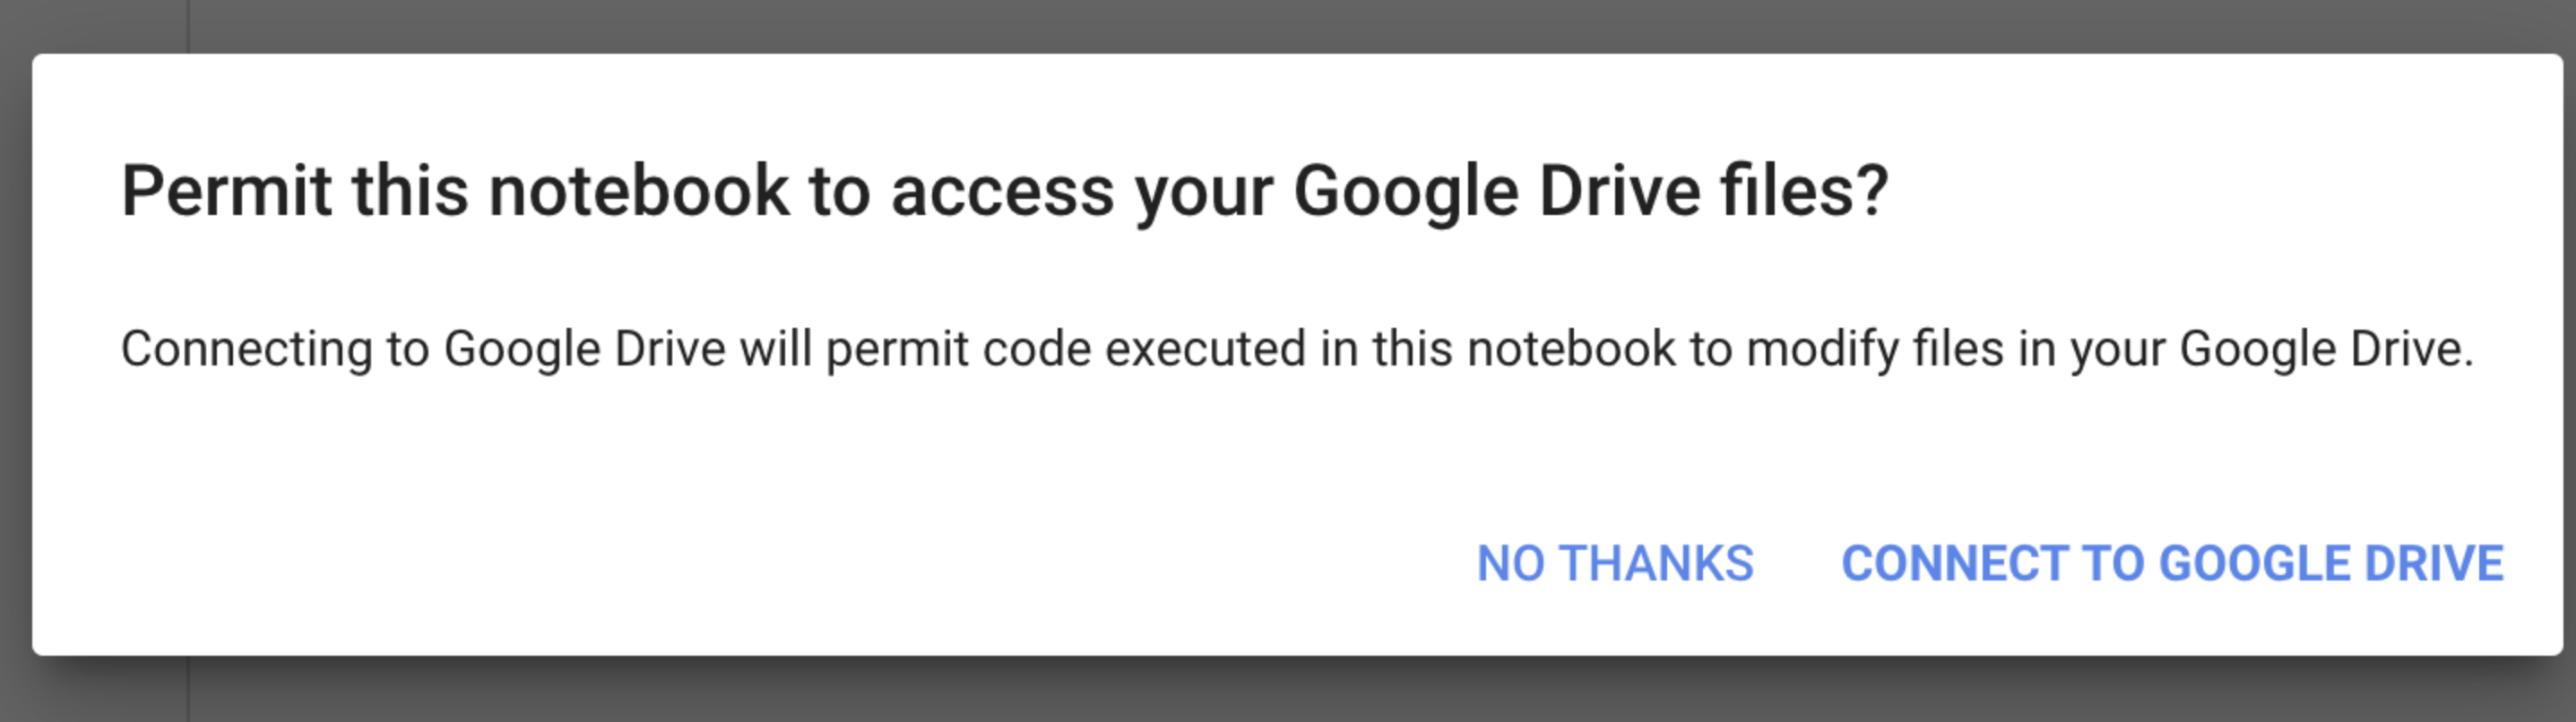 Permit this notebook to access your Google Drive files?
Connecting to Google Drive will permit code executed in this notebook to modify files in your Google Drive.
NO THANKS CONNECT TO GOOGLE DRIVE